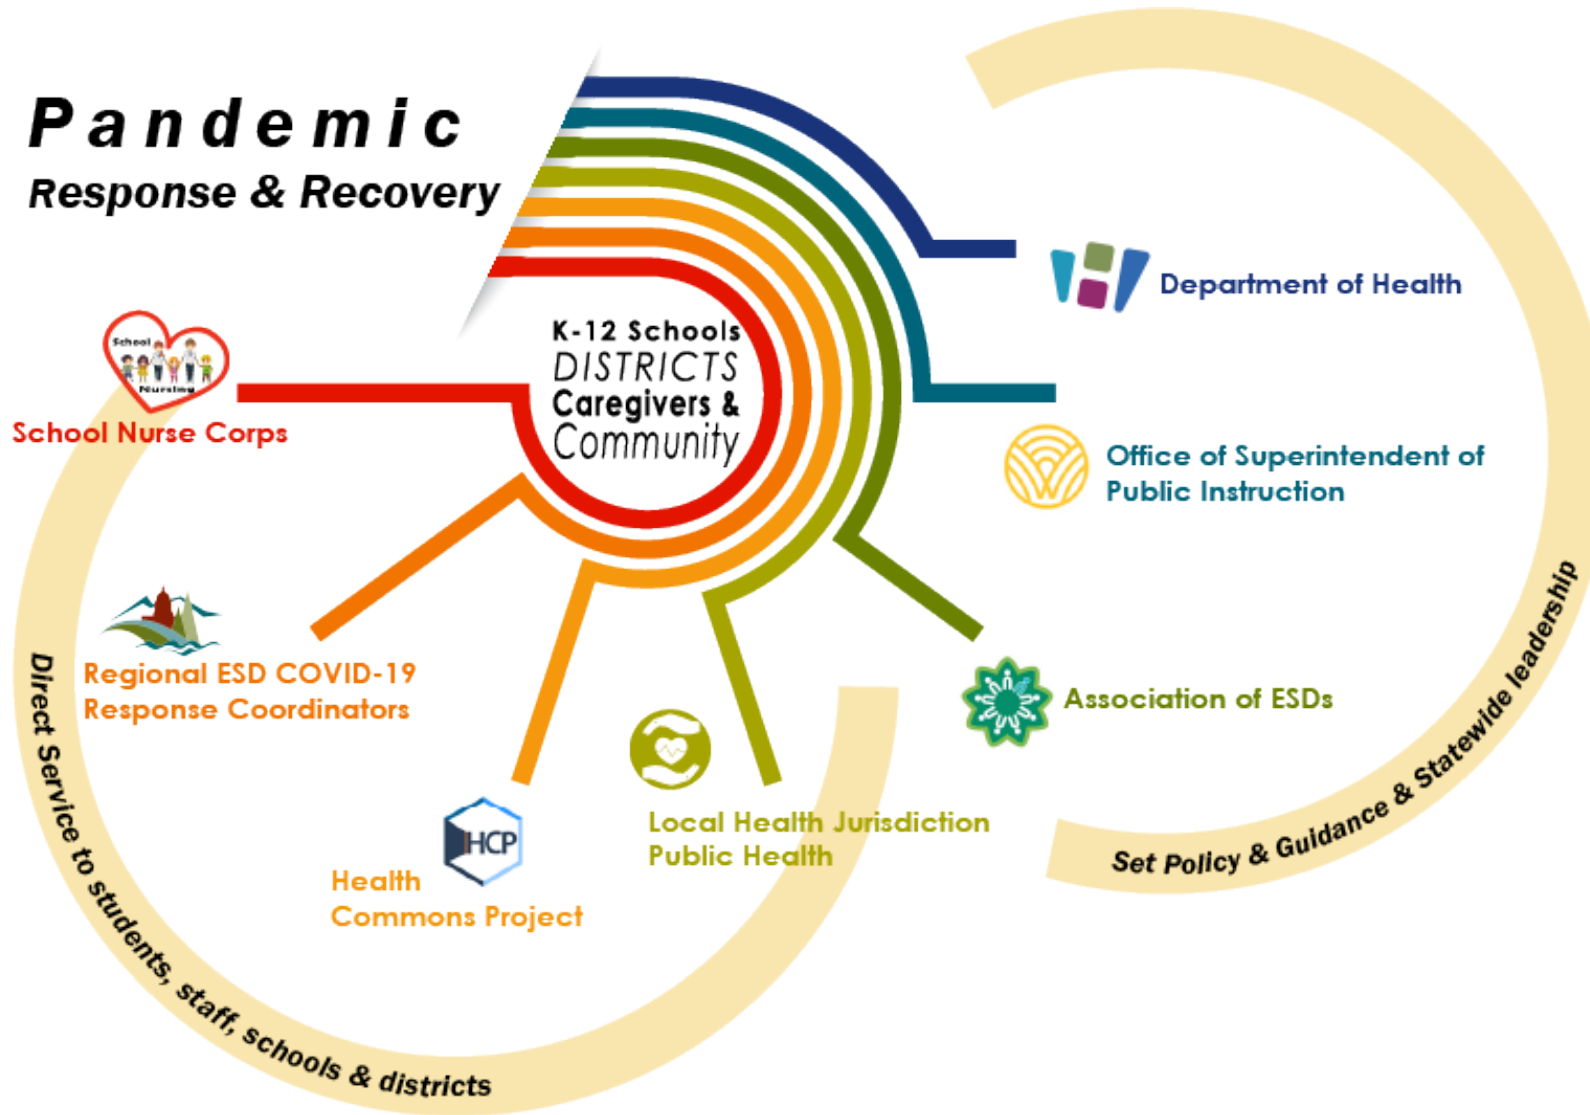 Pandemic
Response & Recovery
K-12 Schools
DISTRICTS
Caregivers &
Community
Department of Health
Office of Superintendent of
Public Instruction
Association of ESDs
Set Policy & Guidance & Statewide leadership
School
Nursing
School Nurse Corps
Regional ESD COVID-19
Response Coordinators
HCP
Health
Commons Project
Local Health Jurisdiction
Public Health
Direct Service to students, staff, schools & districts